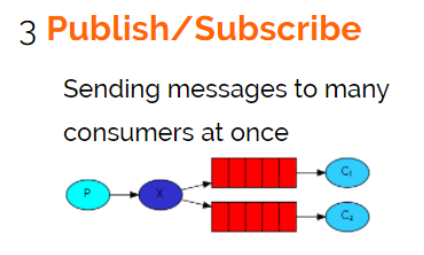 3 Publish/Subscribe
Sending messages to many
consumers at once
P
X
C₁
C₂